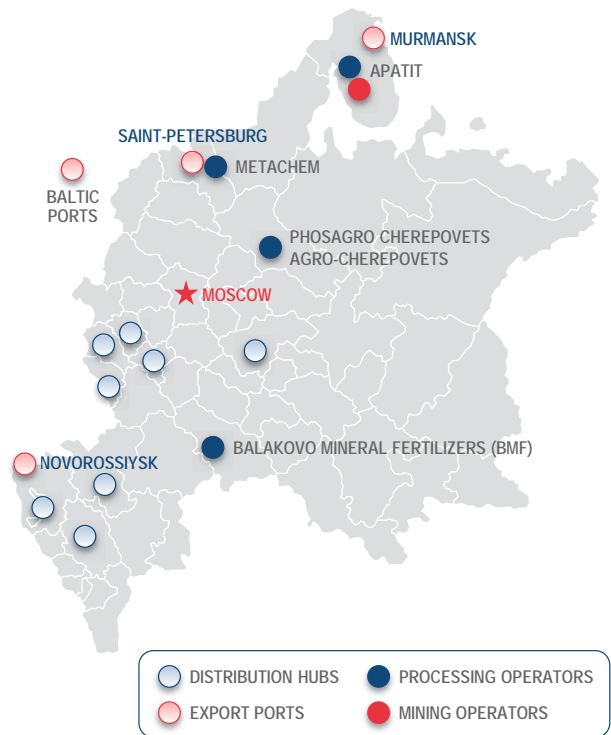 MURMANSK
APATIT
SAINT-PETERSBURG
METACHEM
BALTIC
PORTS
PHOSAGRO CHEREPOVETS
AGRO-CHEREPOVETS
MOSCOW
BALAKOVO MINERAL FERTILIZERS (BMF)
NOVOROSSIYSK
DISTRIBUTION HUBS
PROCESSING OPERATORS
EXPORT PORTS
MINING OPERATORS